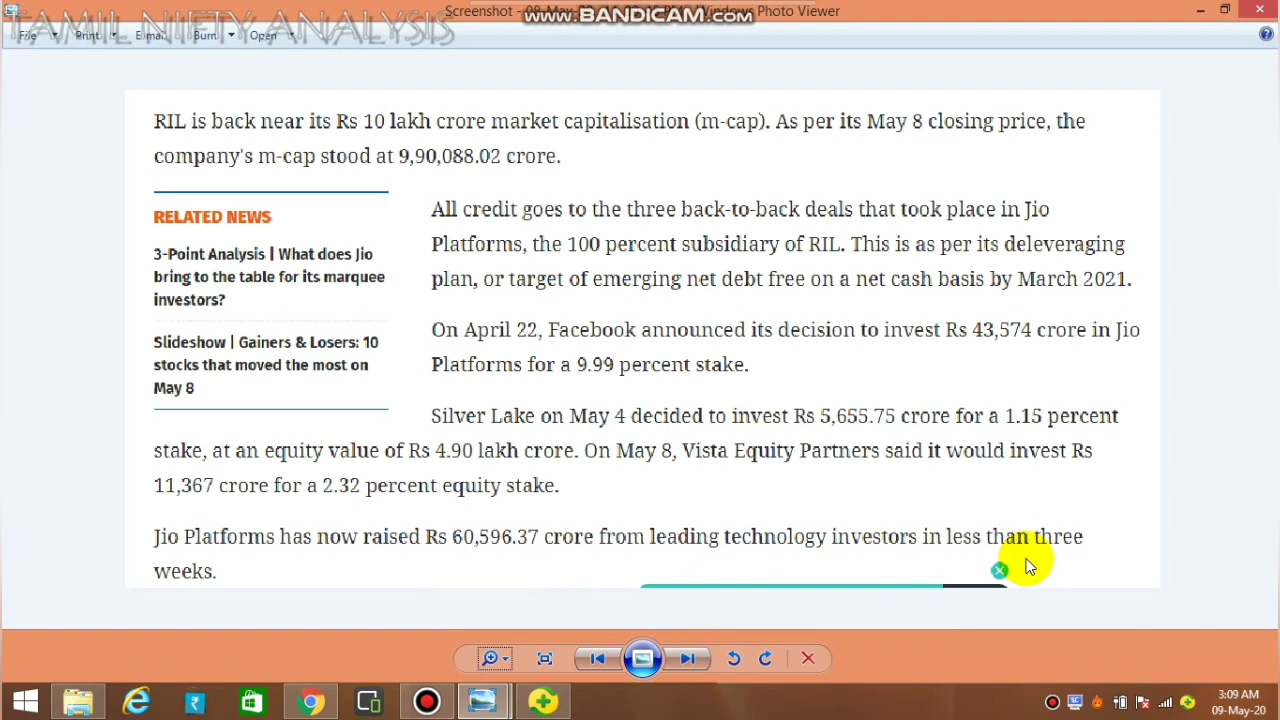 Screenshot - 08-May-
Windows Photo Viewer
www.BANDICAM.com
TAMIL NIFTY ANALYSIS
File Print E-mail Burn Open
RIL is back near its Rs 10 lakh crore market capitalisation (m-cap). As per its May 8 closing price, the
company's m-cap stood at 9,90,088.02 crore.
RELATED NEWS
3-Point Analysis | What does Jio
bring to the table for its marquee
investors?
Slideshow | Gainers & Losers: 10
stocks that moved the most on
May 8
All credit goes to the three back-to-back deals that took place in Jio
Platforms, the 100 percent subsidiary of RIL. This is as per its deleveraging
plan, or target of emerging net debt free on a net cash basis by March 2021.
On April 22, Facebook announced its decision to invest Rs 43,574 crore in Jio
Platforms for a 9.99 percent stake.
Silver Lake on May 4 decided to invest Rs 5,655.75 crore for a 1.15 percent
stake, at an equity value of Rs 4.90 lakh crore. On May 8, Vista Equity Partners said it would invest Rs
11,367 crore for a 2.32 percent equity stake.
Jio Platforms has now raised Rs 60,596.37 crore from leading technology investors in less than three
weeks.
3:09 AM
09-May-20